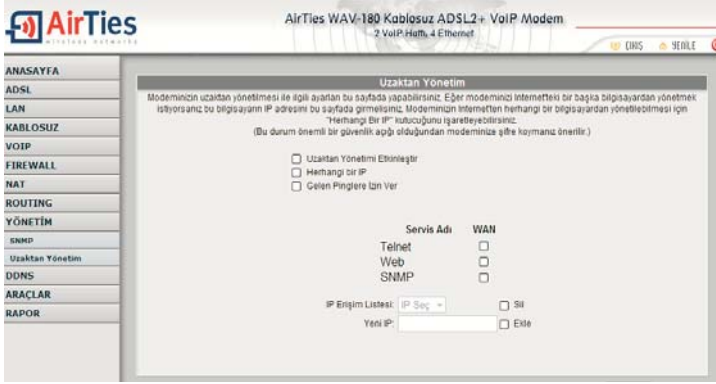 AirTies
wireless networks
AirTies WAV-180 Kablosuz ADSL2+ VoIP Modem
2 VoIP Hattı, 4 Ethernet
ÇIKIŞ
YENİLE
ANASAYFA
ADSL
LAN
KABLOSUZ
VOIP
FIREWALL
NAT
ROUTING
YÖNETİM
SNMP
Uzaktan Yönetim
DDNS
ARAÇLAR
RAPOR
Uzaktan Yönetim
Modeminizin uzaktan yönetilmesi ile ilgili ayarları bu sayfada yapabilirsiniz. Eğer modeminizi Internet'teki bir başka bilgisayardan yönetmek
istiyorsanız bu bilgisayarın IP adresini bu sayfada girmelisiniz. Modeminizin Internet'ten herhangi bir bilgisayardan yönetilebilmesi için
"Herhangi Bir IP" kutucuğunu işaretleyebilirsiniz.
(Bu durum önemli bir güvenlik açığı olduğundan modeminize şifre koymanız önerilir.)
Uzaktan Yönetimi Etkinleştir
Herhangi bir IP
Gelen Pinglere İzin Ver
Servis Adı WAN
Telnet
Web
SNMP
IP Erişim Listesi: IP Seç Sil
Yeni IP: Ekle